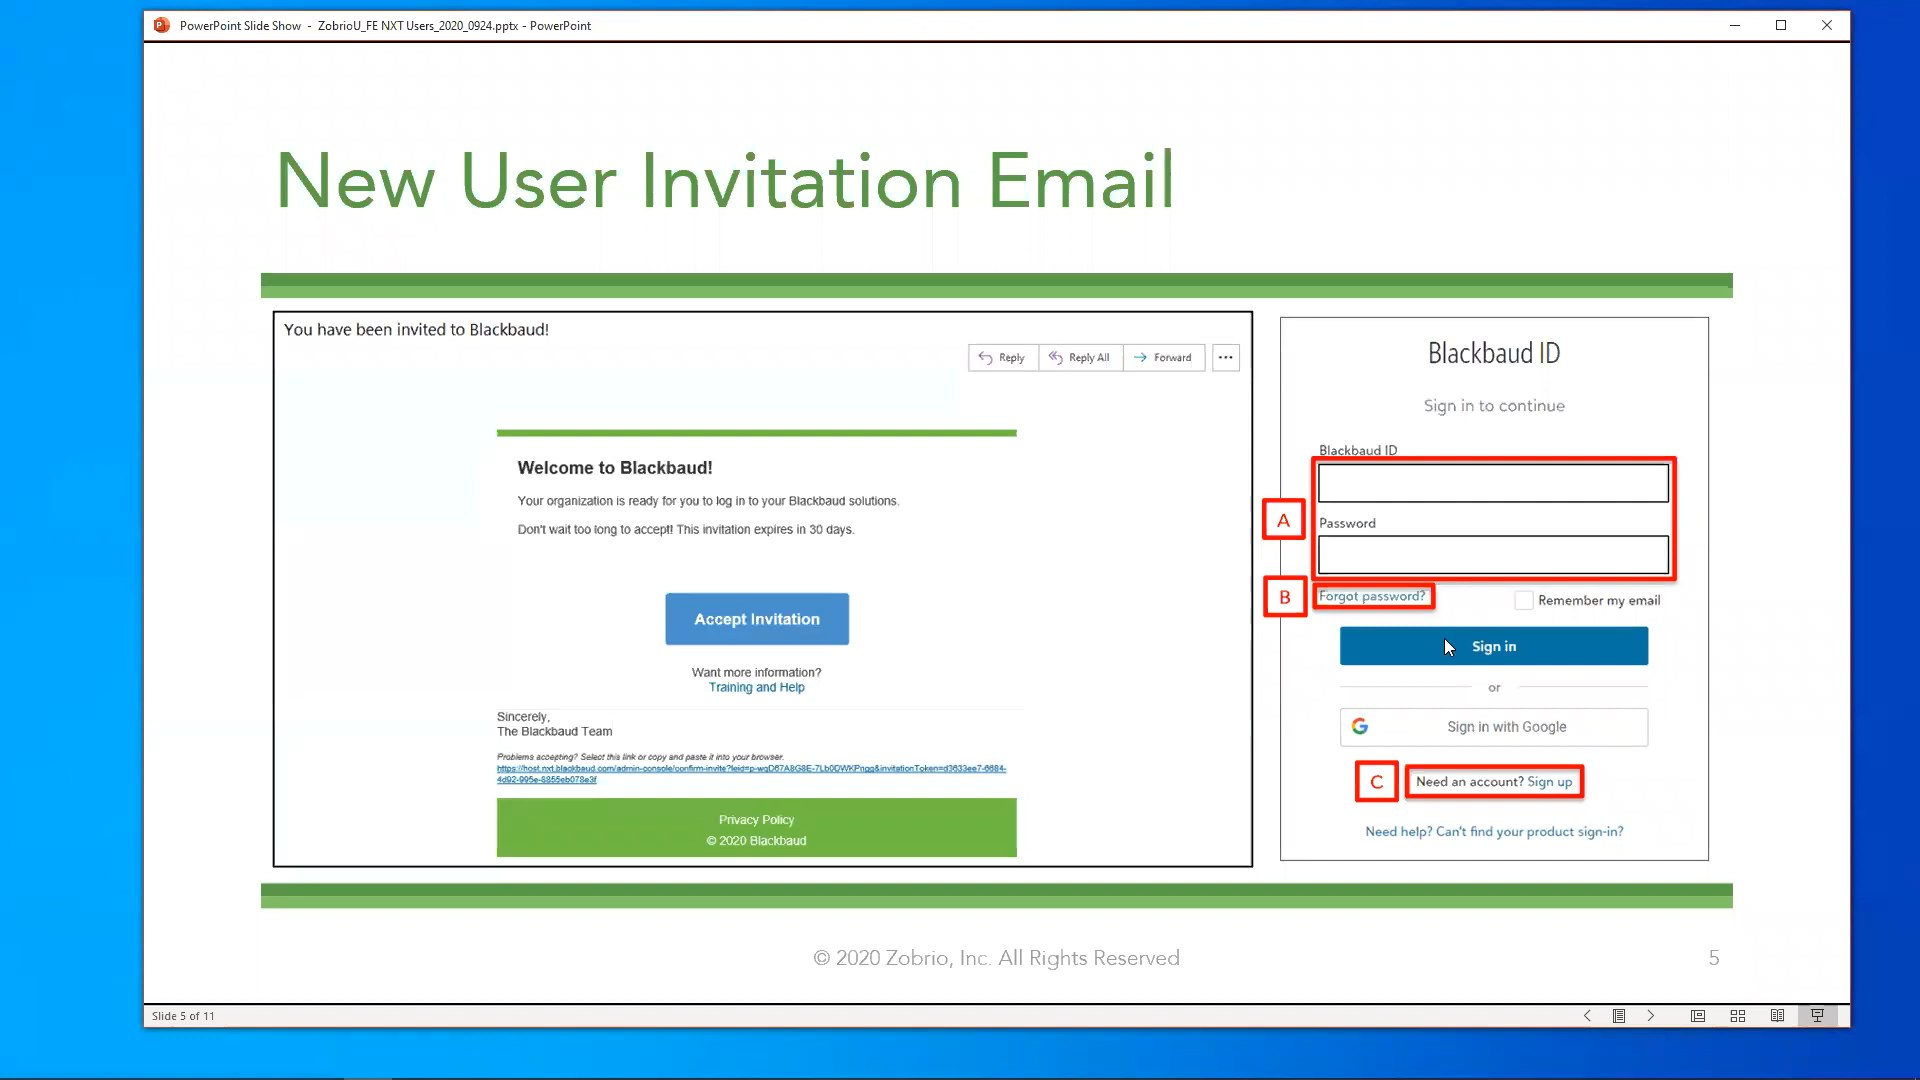 PowerPoint Slide Show - ZobrioU_FE NXT Users_2020_0924.pptx - PowerPoint
New User Invitation Email
You have been invited to Blackbaud!
Reply
Reply All
Forward
Welcome to Blackbaud!
Your organization is ready for you to log in to your Blackbaud solutions.
Don't wait too long to accept! This invitation expires in 30 days.
Accept Invitation
Want more information?
Training and Help
Sincerely,
The Blackbaud Team
Problems accepting? Select this link or copy and paste it into your browser.
Privacy Policy
© 2020 Blackbaud
Blackbaud ID
Sign in to continue
Blackbaud ID
A
Password
B
Forgot password?
Remember my email
Sign in
or
Sign in with Google
C
Need an account? Sign up
Need help? Can't find your product sign-in?
© 2020 Zobrio, Inc. All Rights Reserved
5
Slide 5 of 11